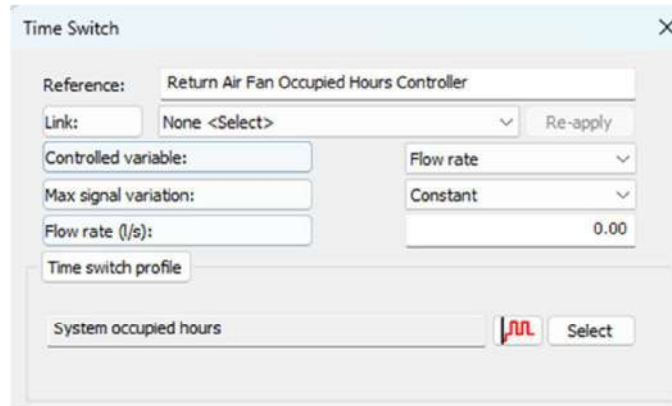 Time Switch
Reference: Return Air Fan Occupied Hours Controller
Link: None <Select> Re-apply
Controlled variable: Flow rate
Max signal variation: Constant
Flow rate (l/s): 0.00
Time switch profile
System occupied hours Select